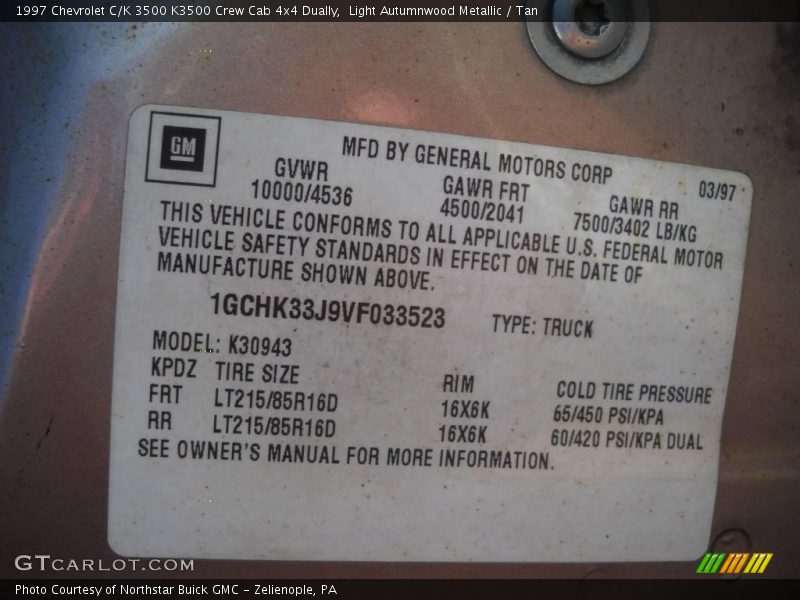 1997 Chevrolet C/K 3500 K3500 Crew Cab 4x4 Dually,  Light Autumnwood Metallic / Tan
GM
MFD BY GENERAL MOTORS CORP
03/97
GVWR GAWR FRT GAWR RR
10000/4536 4500/2041 7500/3402 LB/KG
THIS VEHICLE CONFORMS TO ALL APPLICABLE U.S. FEDERAL MOTOR
VEHICLE SAFETY STANDARDS IN EFFECT ON THE DATE OF
MANUFACTURE SHOWN ABOVE.
1GCHK33J9VF033523 TYPE: TRUCK
MODEL: K30943
KPDZ TIRE SIZE RIM COLD TIRE PRESSURE
FRT LT215/85R16D 16X6K 65/450 PSI/KPA
RR LT215/85R16D 16X6K 60/420 PSI/KPA DUAL
SEE OWNER'S MANUAL FOR MORE INFORMATION.
GTCARLOT.COM
Photo Courtesy of Northstar Buick GMC - Zelienople, PA